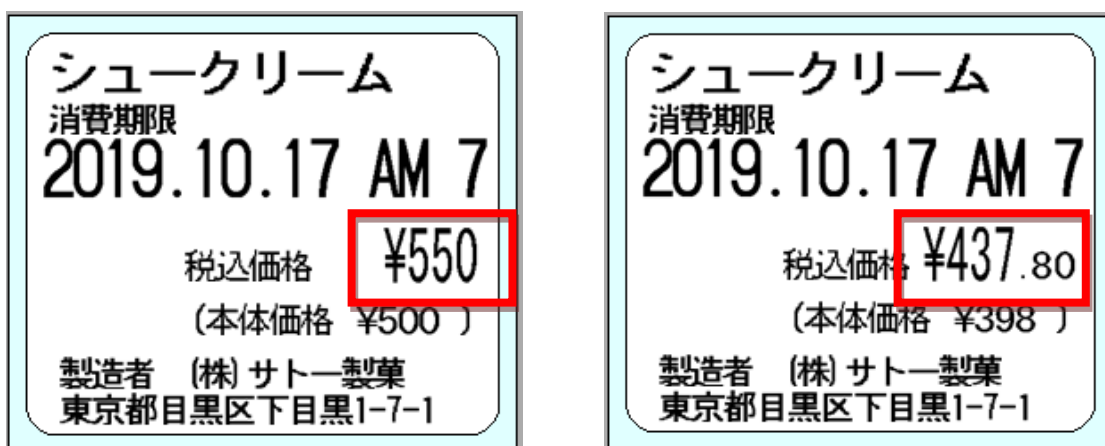 シュークリーム
消費期限
2019.10.17 AM 7
税込価格 ¥550
(本体価格 ¥500 )
製造者 (株)サトー製菓
東京都目黒区下目黒1-7-1
シュークリーム
消費期限
2019.10.17 AM 7
税込価格 ¥437.80
(本体価格 ¥398 )
製造者 (株)サトー製菓
東京都目黒区下目黒1-7-1